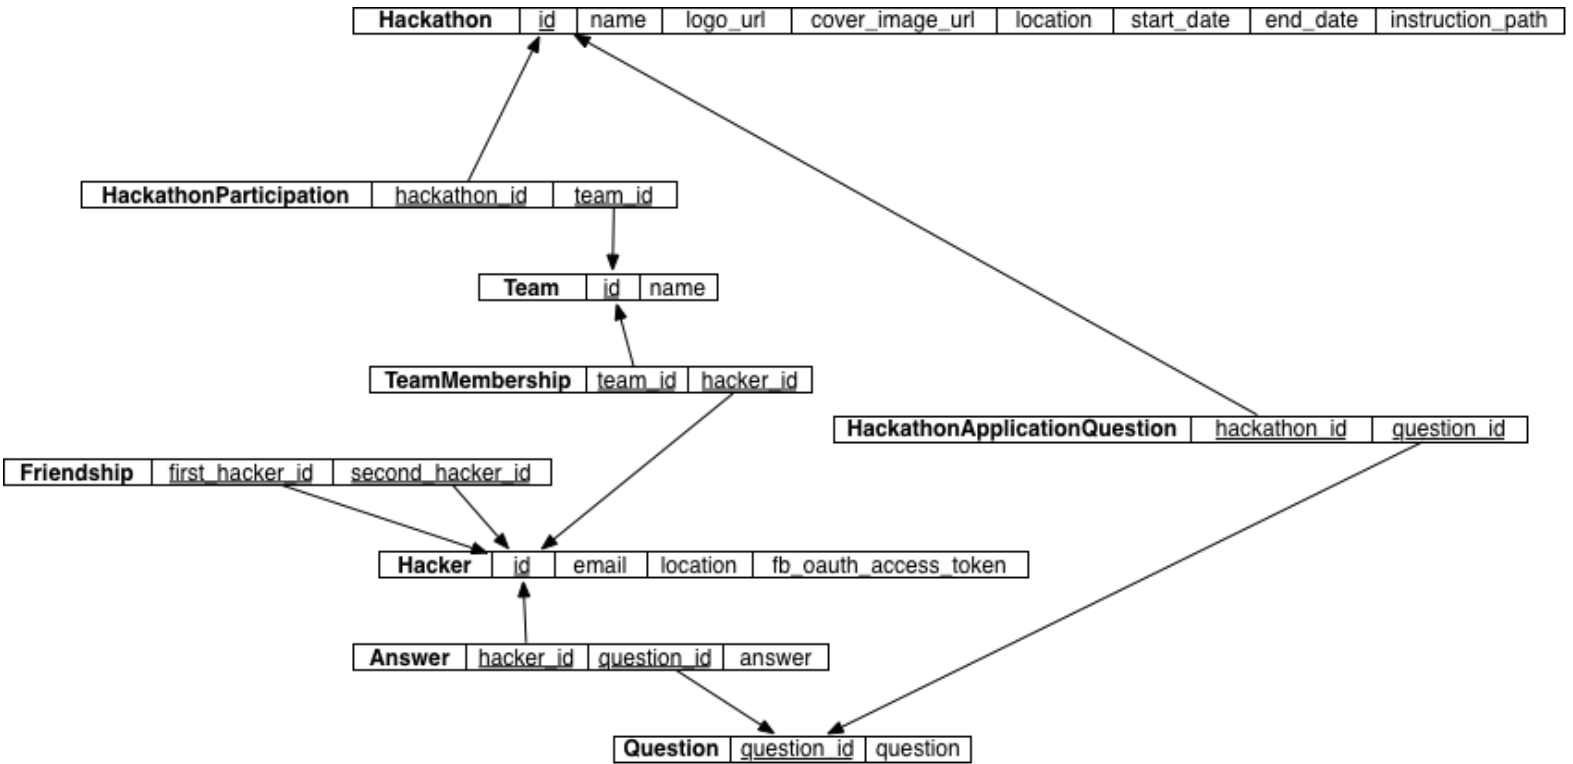 Hackathon id name logo_url cover_image_url location start_date end_date instruction_path
HackathonParticipation hackathon_id team_id
Team id name
TeamMembership team_id hacker_id
HackathonApplicationQuestion hackathon_id question_id
Friendship first_hacker_id second_hacker_id
Hacker id email location fb_oauth_access_token
Answer hacker_id question_id answer
Question question_id question